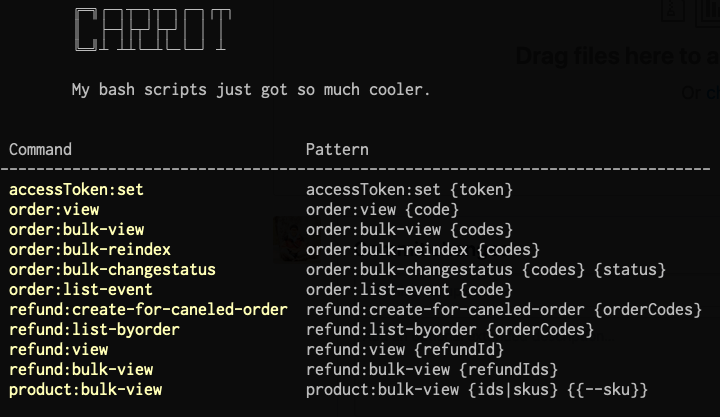 CARROT
My bash scripts just got so much cooler.
Drag files here to a
Or c
Command Pattern
accessToken:set accessToken:set {token}
order:view order:view {code}
order:bulk-view order:bulk-view {codes}
order:bulk-reindex order:bulk-reindex {codes}
order:bulk-changestatus order:bulk-changestatus {codes} {status}
order:list-event order:list-event {code}
refund:create-for-caneled-order refund:create-for-caneled-order {orderCodes}
refund:list-byorder refund:list-byorder {orderCodes}
refund:view refund:view {refundId}
refund:bulk-view refund:bulk-view {refundIds}
product:bulk-view product:bulk-view {ids|skus} {{--sku}}